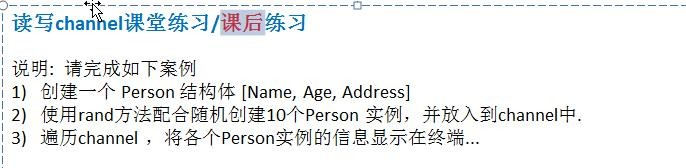 读写channel课堂练习/课后练习
说明: 请完成如下案例
1) 创建一个 Person 结构体 [Name, Age, Address]
2) 使用rand方法配合随机创建10个Person 实例，并放入到channel中.
3) 遍历channel ，将各个Person实例的信息显示在终端...